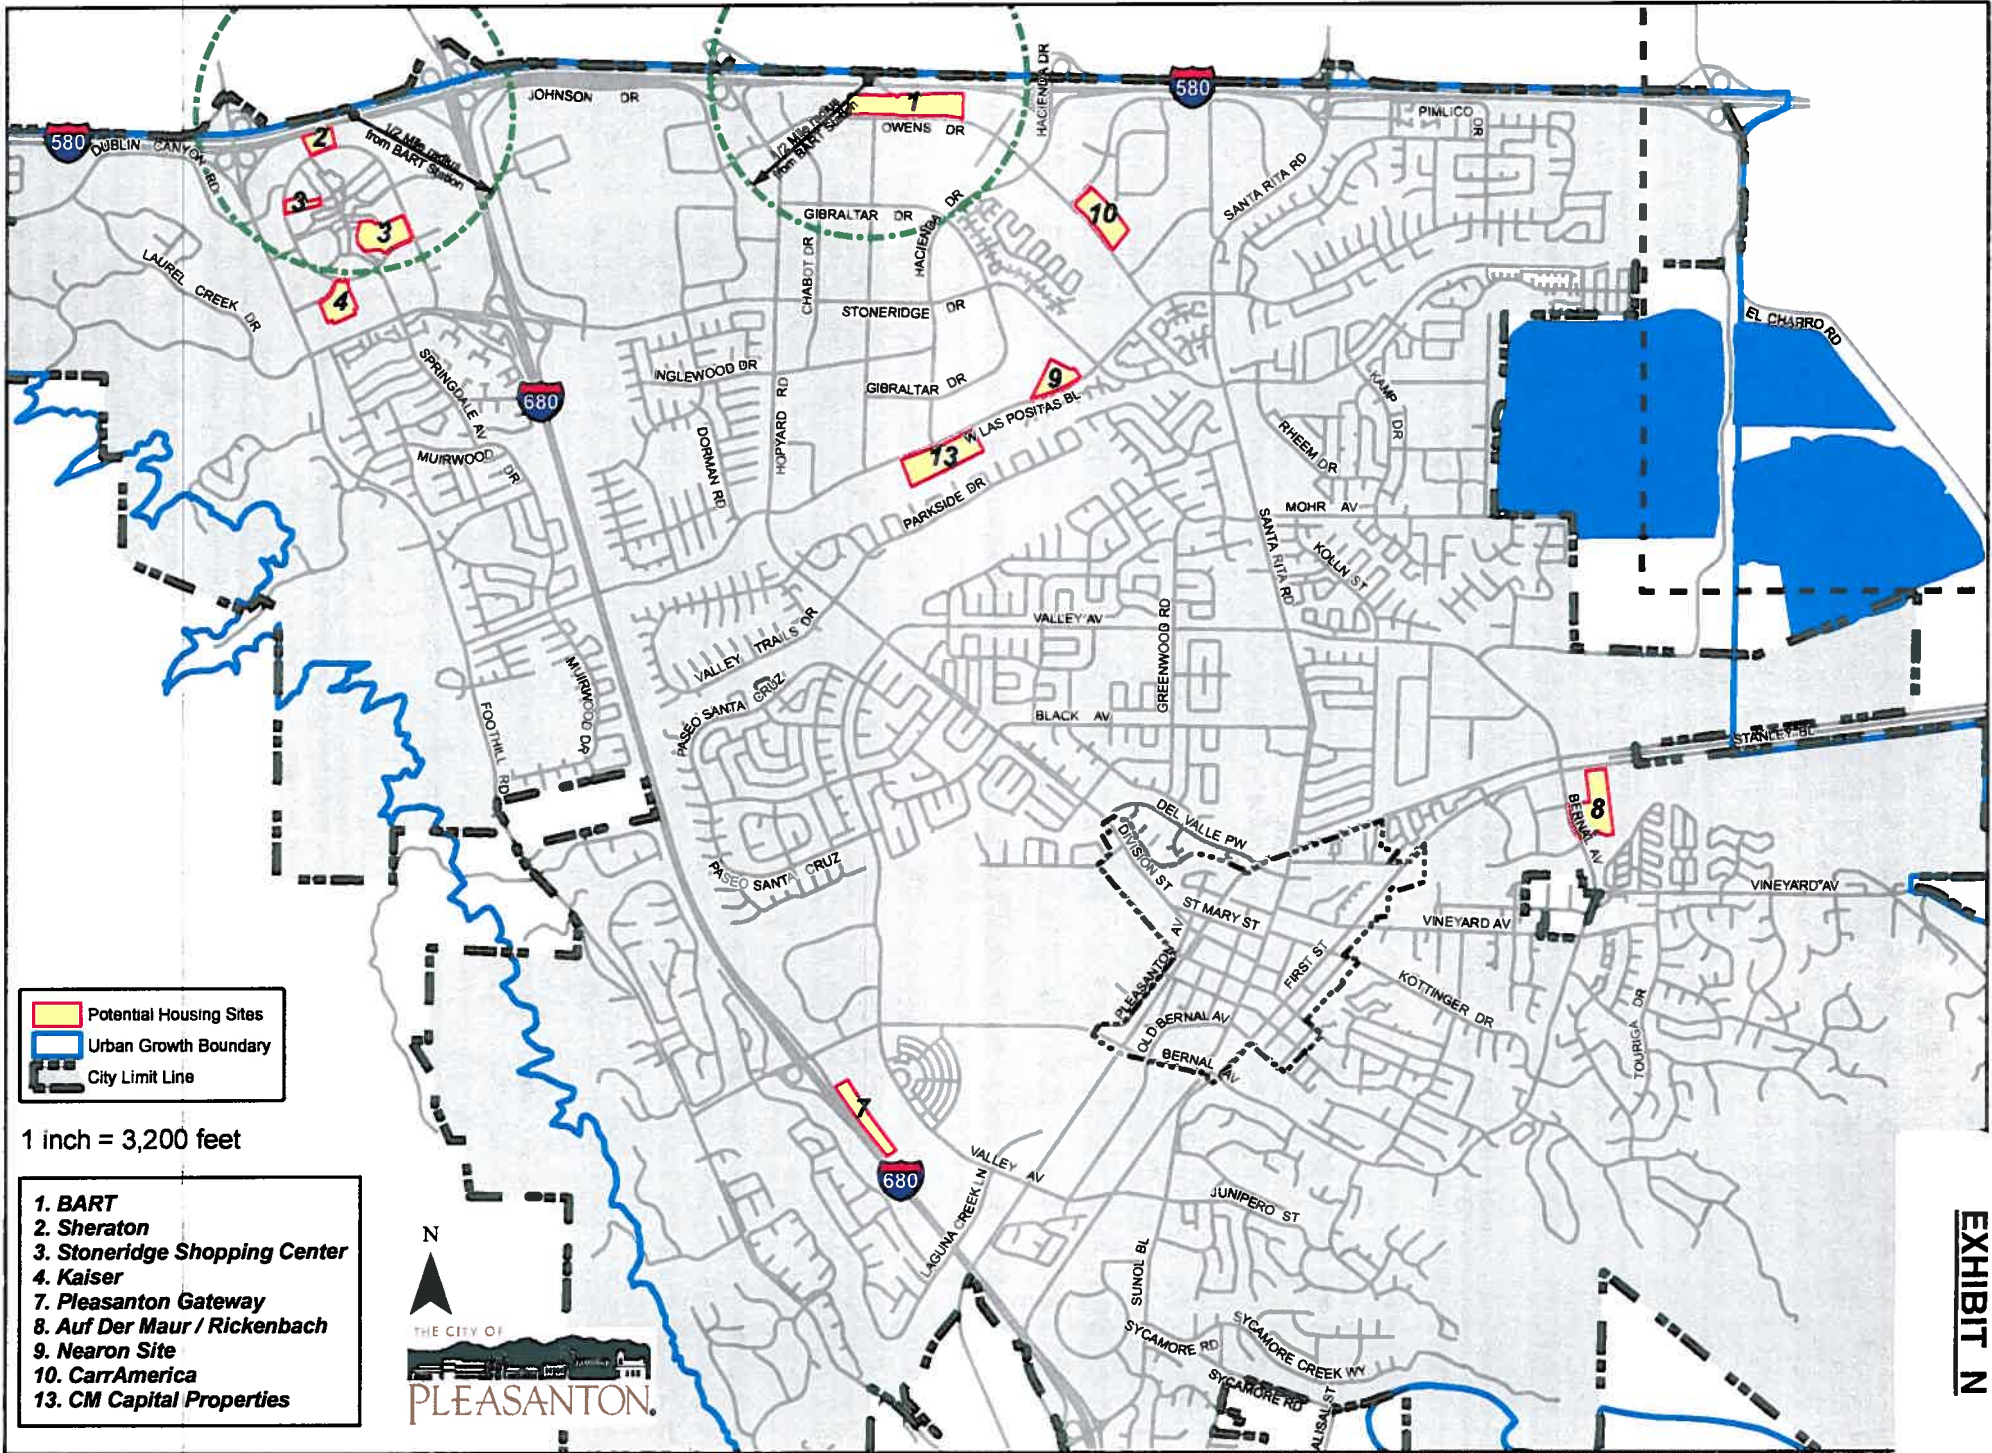 580
DUBLIN CANYON RD
JOHNSON DR
1/2 Mile radius
from BART Station
1/2 Mile radius
from BART Station
1
OWENS DR
HACIENDA DR
580
PIMLICO DR
2
3
3
4
LAUREL CREEK DR
GIBRALTAR DR
HACIENDA DR
CHABOT DR
10
SANTA RITA RD
STONERIDGE DR
EL CHARRO RD
SPRINGDALE AV
680
INGLEWOOD DR
HOPYARD RD
GIBRALTAR DR
9
W LAS POSITAS BL
KAMP DR
MUIRWOOD DR
DORMAN RD
13
PARKSIDE DR
RHEEM DR
MOHR AV
SANTA RITA RD
KOLLN ST
VALLEY TRAILS DR
VALLEY AV
GREENWOOD RD
MUIRWOOD DR
PASEO SANTA CRUZ
FOOTHILL RD
BLACK AV
STANLEY BL
8
BERNAL AV
DEL VALLE PW
DIVISION ST
PASEO SANTA CRUZ
ST MARY ST
VINEYARD AV
VINEYARD AV
PLEASANTON AV
FIRST ST
KOTTINGER DR
OLD BERNAL AV
BERNAL AV
TOURIGA DR
7
680
VALLEY AV
LAGUNA CREEK LN
JUNIPERO ST
SUNOL BL
SYCAMORE RD
SYCAMORE CREEK WY
SYCAMORE RD
ALISAL ST
Potential Housing Sites
Urban Growth Boundary
City Limit Line
1 inch = 3,200 feet
1. BART
2. Sheraton
3. Stoneridge Shopping Center
4. Kaiser
7. Pleasanton Gateway
8. Auf Der Maur / Rickenbach
9. Nearon Site
10. CarrAmerica
13. CM Capital Properties
N
THE CITY OF
PLEASANTON.
EXHIBIT N